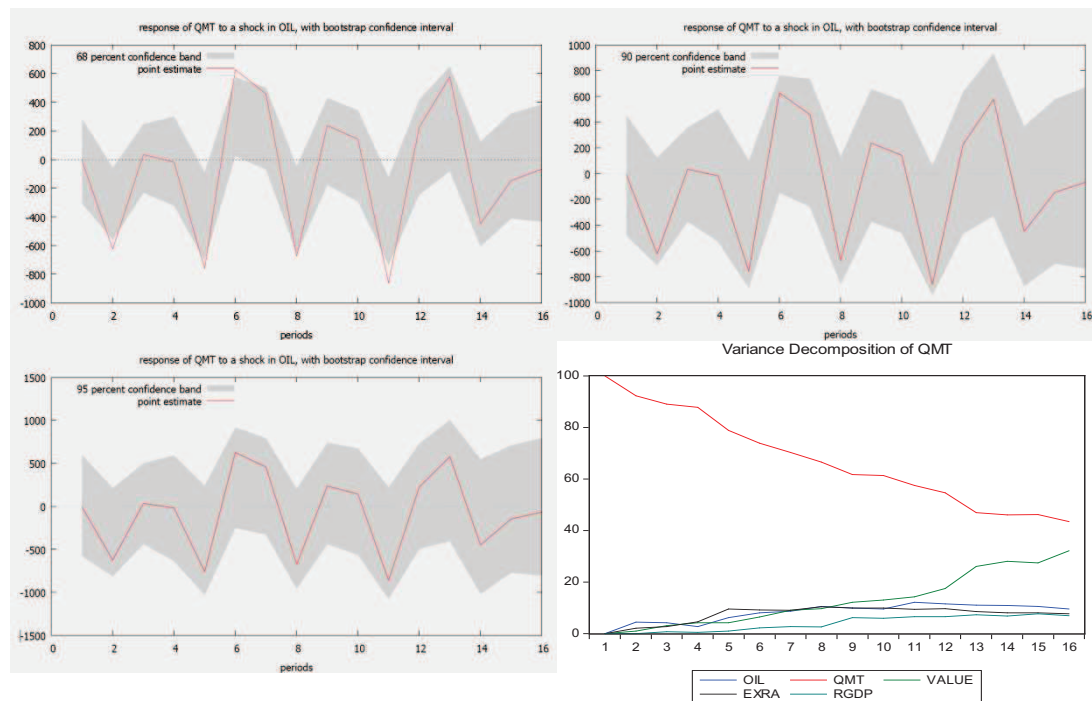 response of QMT to a shock in OIL, with bootstrap confidence interval
68 percent confidence band
point estimate
800
600
400
200
0
-200
-400
-600
-800
-1000
0 2 4 6 8 10 12 14 16
periods
response of QMT to a shock in OIL, with bootstrap confidence interval
90 percent confidence band
point estimate
1000
800
600
400
200
0
-200
-400
-600
-800
-1000
0 2 4 6 8 10 12 14 16
periods
response of QMT to a shock in OIL, with bootstrap confidence interval
95 percent confidence band
point estimate
1500
1000
500
0
-500
-1000
-1500
0 2 4 6 8 10 12 14 16
periods
Variance Decomposition of QMT
100
80
60
40
20
0
1 2 3 4 5 6 7 8 9 10 11 12 13 14 15 16
OIL QMT VALUE
EXRA RGDP